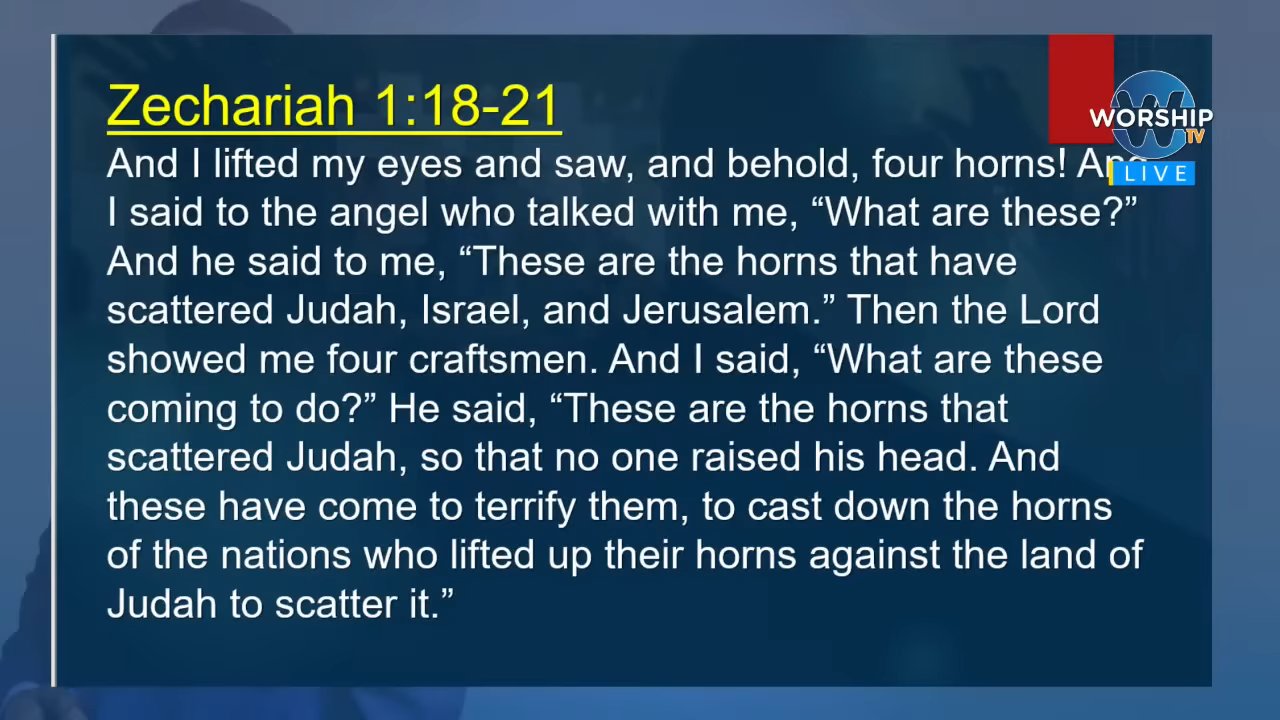 Zechariah 1:18-21
And I lifted my eyes and saw, and behold, four horns! And
I said to the angel who talked with me, “What are these?”
And he said to me, “These are the horns that have
scattered Judah, Israel, and Jerusalem.” Then the Lord
showed me four craftsmen. And I said, “What are these
coming to do?” He said, “These are the horns that
scattered Judah, so that no one raised his head. And
these have come to terrify them, to cast down the horns
of the nations who lifted up their horns against the land of
Judah to scatter it.”
W
WORSHIP
TV
LIVE